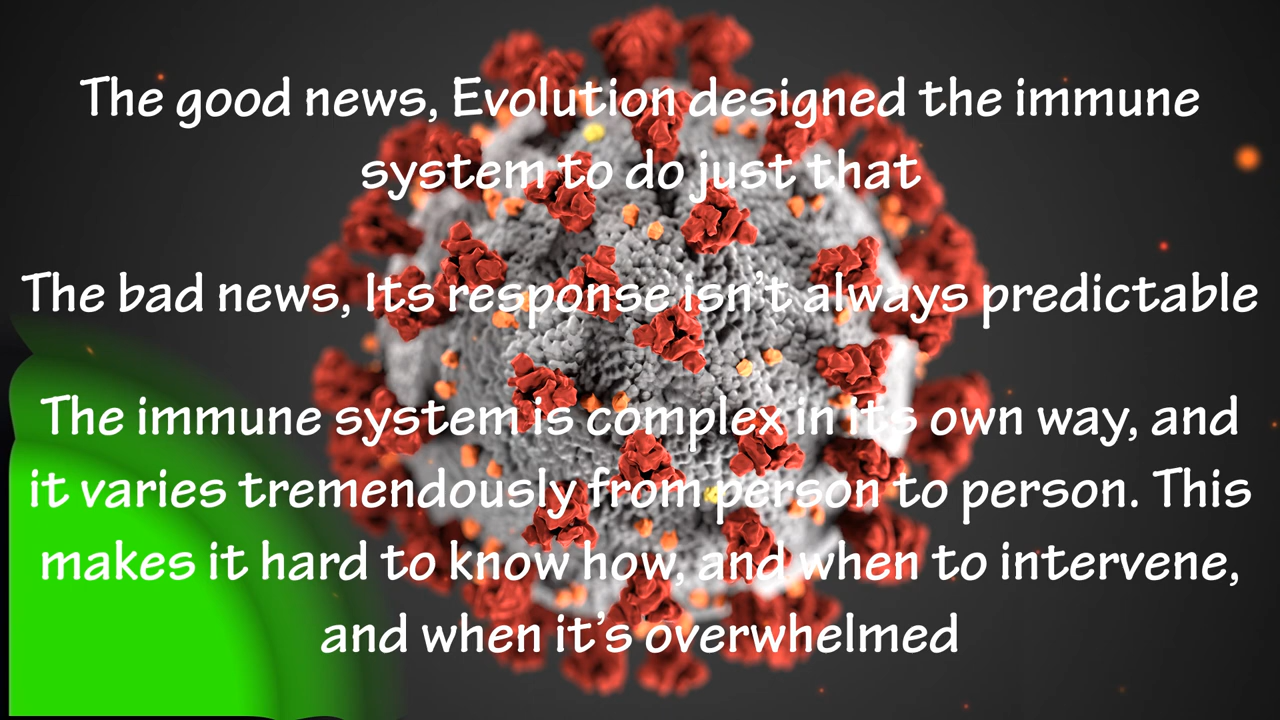 The good news, Evolution designed the immune
system to do just that
The bad news, Its response isn't always predictable
The immune system is complex in its own way, and
it varies tremendously from person to person. This
makes it hard to know how, and when to intervene,
and when it's overwhelmed